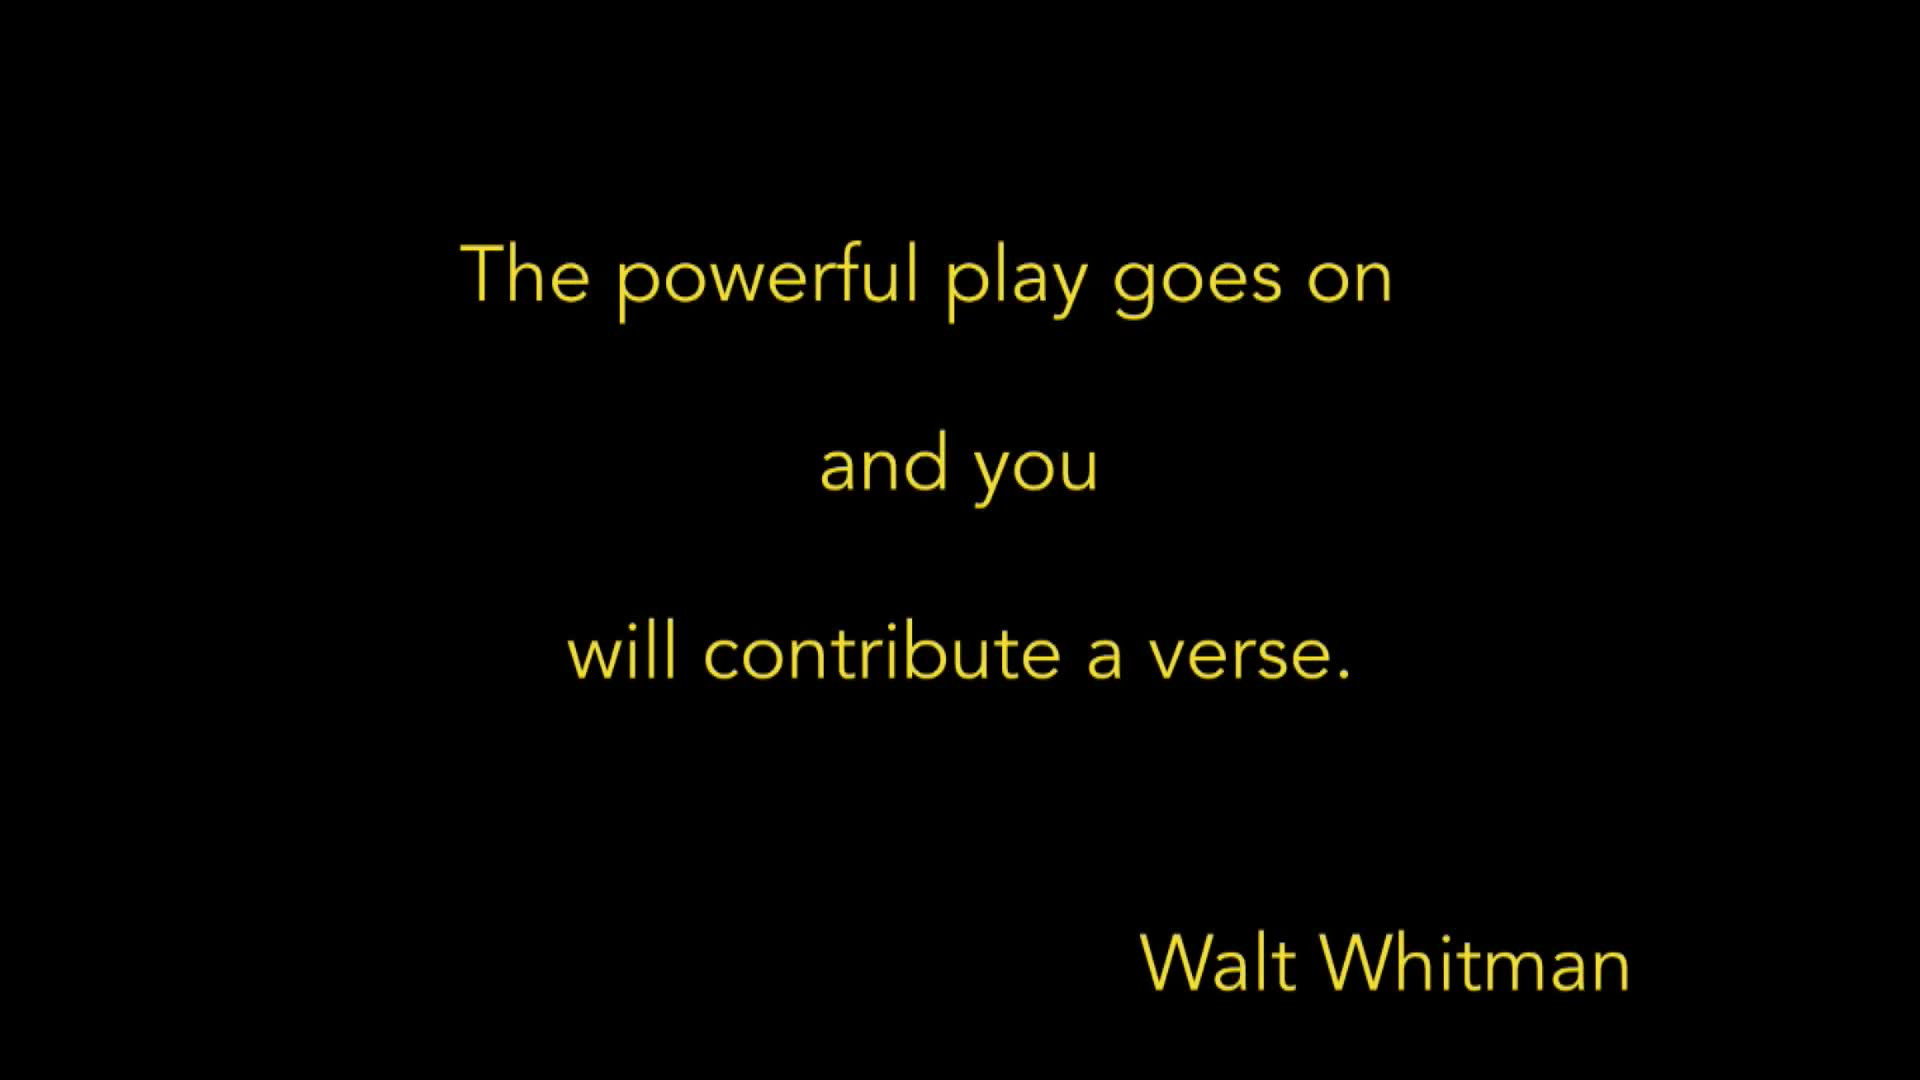 The powerful play goes on
and you
will contribute a verse.
Walt Whitman